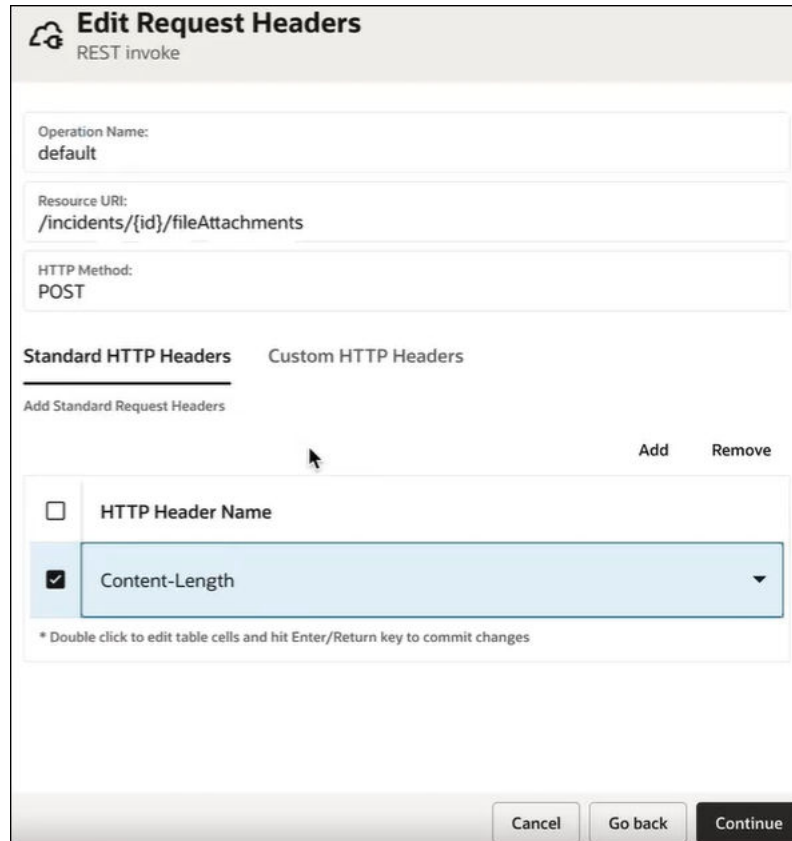 Edit Request Headers
REST invoke
Operation Name:
default
Resource URI:
/incidents/{id}/fileAttachments
HTTP Method:
POST
Standard HTTP Headers Custom HTTP Headers
Add Standard Request Headers
Add Remove
HTTP Header Name
Content-Length
* Double click to edit table cells and hit Enter/Return key to commit changes
Cancel Go back Continue